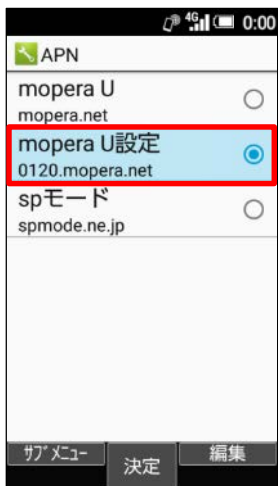 4G 0:00
APN
mopera U
mopera.net
mopera U設定
0120.mopera.net
spモード
spmode.ne.jp
ｻﾌﾞﾒﾆｭｰ 決定 編集